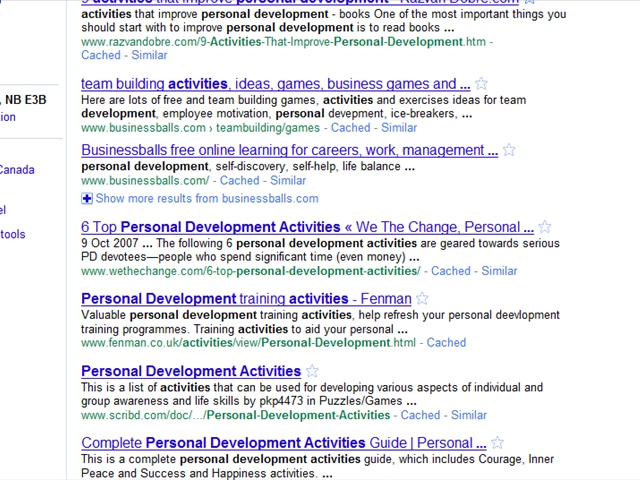 9 activities that improve personal development - Razvan Dobre.com
activities that improve personal development - books One of the most important things you
should start with to improve personal development is to read books ...
www.razvandobre.com/9-Activities-That-Improve-Personal-Development.htm -
Cached - Similar
team building activities, ideas, games, business games and ...
Here are lots of free and team building games, activities and exercises ideas for team
development, employee motivation, personal devepment, ice-breakers, ...
www.businessballs.com › teambuilding/games - Cached - Similar
Businessballs free online learning for careers, work, management ...
personal development, self-discovery, self-help, life balance ...
www.businessballs.com/ - Cached - Similar
Show more results from businessballs.com
6 Top Personal Development Activities « We The Change, Personal ...
9 Oct 2007 ... The following 6 personal development activities are geared towards serious
PD devotees—people who spend significant time (even money) ...
www.wethechange.com/6-top-personal-development-activities/ - Cached - Similar
Personal Development training activities - Fenman
Valuable personal development training activities, help refresh your personal deevlopment
training programmes. Training activities to aid your personal ...
www.fenman.co.uk/activities/view/Personal-Development.html - Cached
Personal Development Activities
This is a list of activities that can be used for developing various aspects of individual and
group awareness and life skills by pkp4473 in Puzzles/Games ...
www.scribd.com/doc/.../Personal-Development-Activities - Cached - Similar
Complete Personal Development Activities Guide | Personal ...
This is a complete personal development activities guide, which includes Courage, Inner
Peace and Success and Happiness activities. ...
, NB E3B
ion
Canada
el
tools